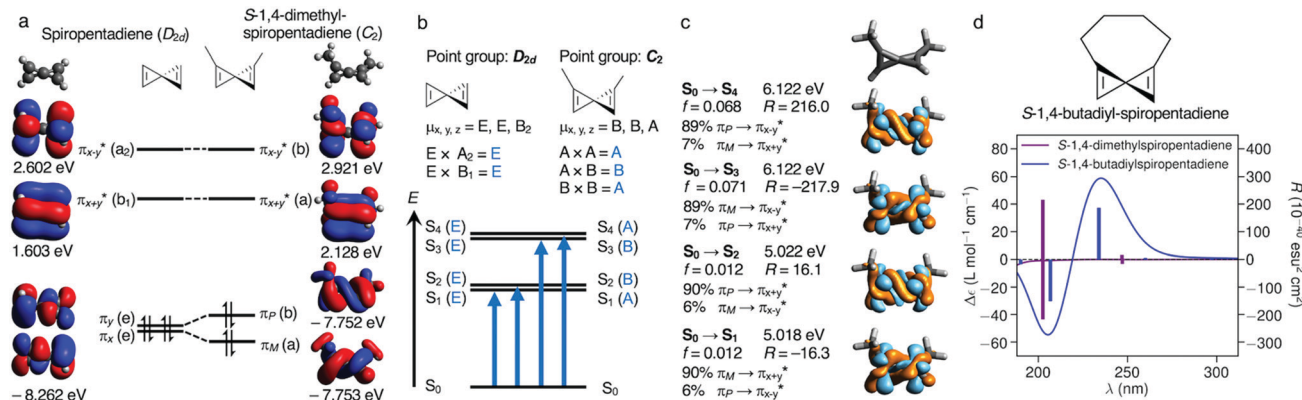 a
Spiropentadiene (D2d)
S-1,4-dimethyl-
spiropentadiene (C2)
πx-y* (a2)
πx-y* (b)
2.602 eV
2.921 eV
πx+y* (b1)
πx+y* (a)
1.603 eV
2.128 eV
πy (e)
πx (e)
πP (b)
πM (a)
−7.752 eV
−8.262 eV
−7.753 eV
b
Point group: D2d
Point group: C2
μx, y, z = E, E, B2
μx, y, z = B, B, A
E × A2 = E
E × B1 = E
A × A = A
A × B = B
B × B = A
E
S4 (E)
S3 (E)
S4 (A)
S3 (B)
S2 (E)
S1 (E)
S2 (B)
S1 (A)
S0
S0
c
S0 → S4 6.122 eV
f = 0.068 R = 216.0
89% πP → πx-y*
7% πM → πx+y*
S0 → S3 6.122 eV
f = 0.071 R = −217.9
89% πM → πx-y*
7% πP → πx+y*
S0 → S2 5.022 eV
f = 0.012 R = 16.1
90% πP → πx+y*
6% πM → πx-y*
S0 → S1 5.018 eV
f = 0.012 R = −16.3
90% πM → πx+y*
6% πP → πx-y*
d
S-1,4-butadiyl-spiropentadiene
S-1,4-dimethylspiropentadiene
S-1,4-butadiylspiropentadiene
80
60
40
20
0
−20
−40
−60
Δϵ (L mol−1 cm−1)
400
300
200
100
0
−100
−200
−300
R (10−40 esu2 cm2)
200
250
300
λ (nm)